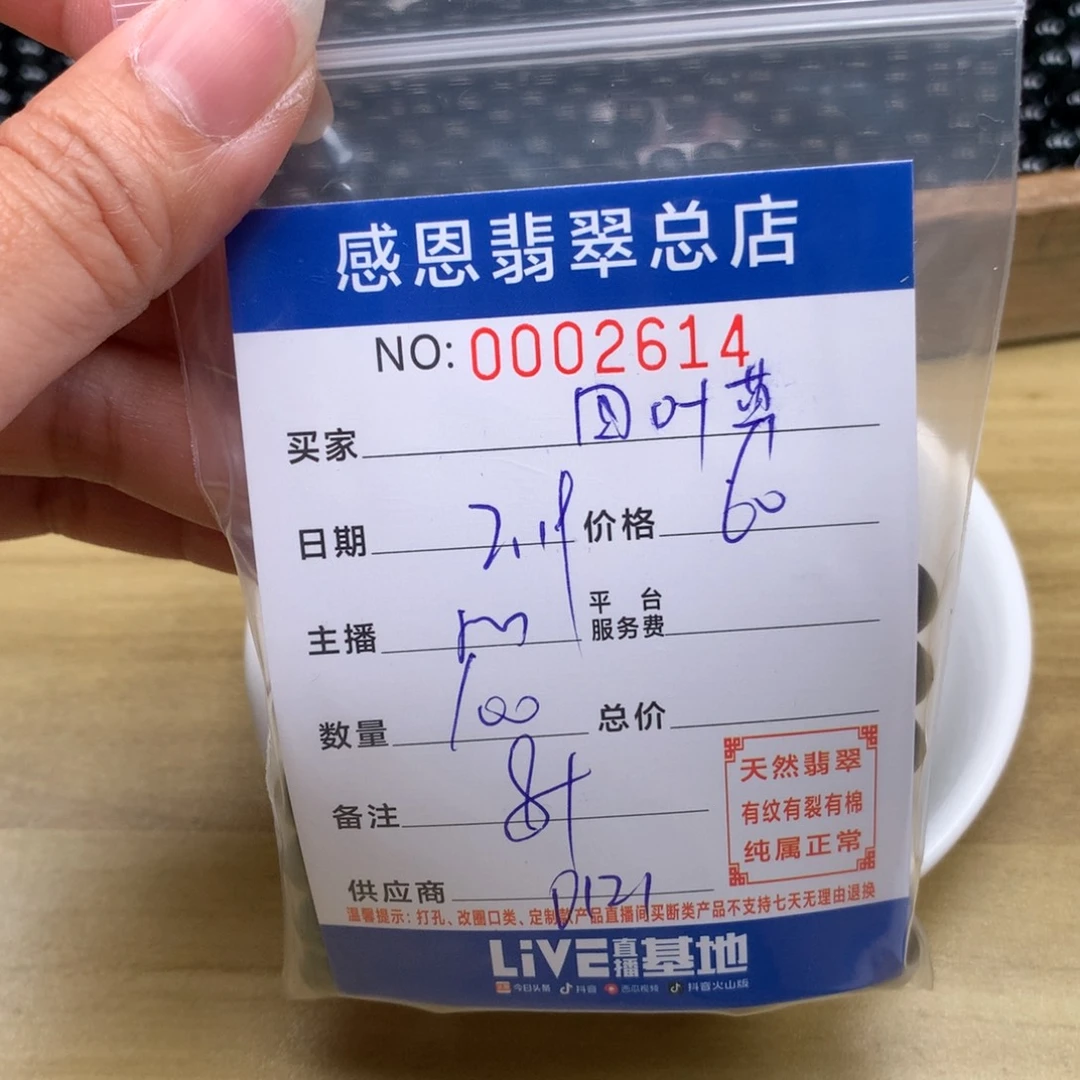 感恩翡翠总店
NO: 0002614
买家
日期 价格 60
主播 m 平台服务费
数量 100 总价
备注 8+
供应商 D121
天然翡翠
有纹有裂有棉
纯属正常
温馨提示：打孔、改圈口类、定制款产品直播间买断类产品不支持七天无理由退换
LiVE直播基地
今日头条 抖音 西瓜视频 抖音火山版